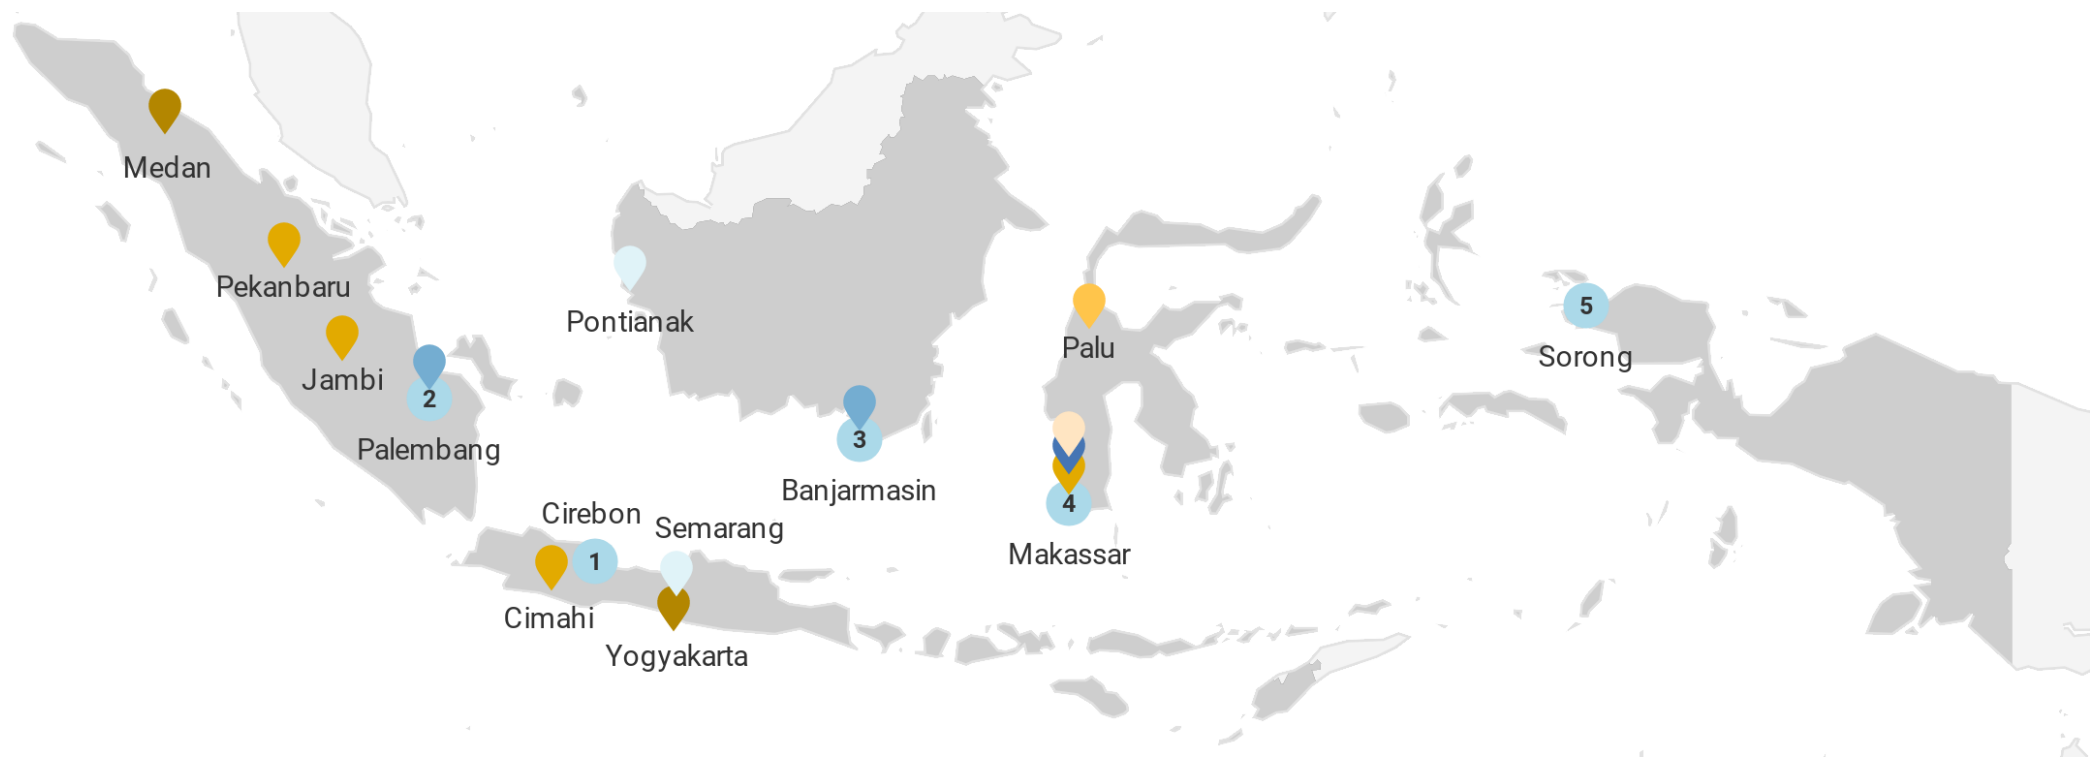 Medan
Pekanbaru
Pontianak
5
Palu
Sorong
Jambi
2
3
Palembang
Banjarmasin
4
Cirebon
Semarang
Makassar
1
Cimahi
Yogyakarta